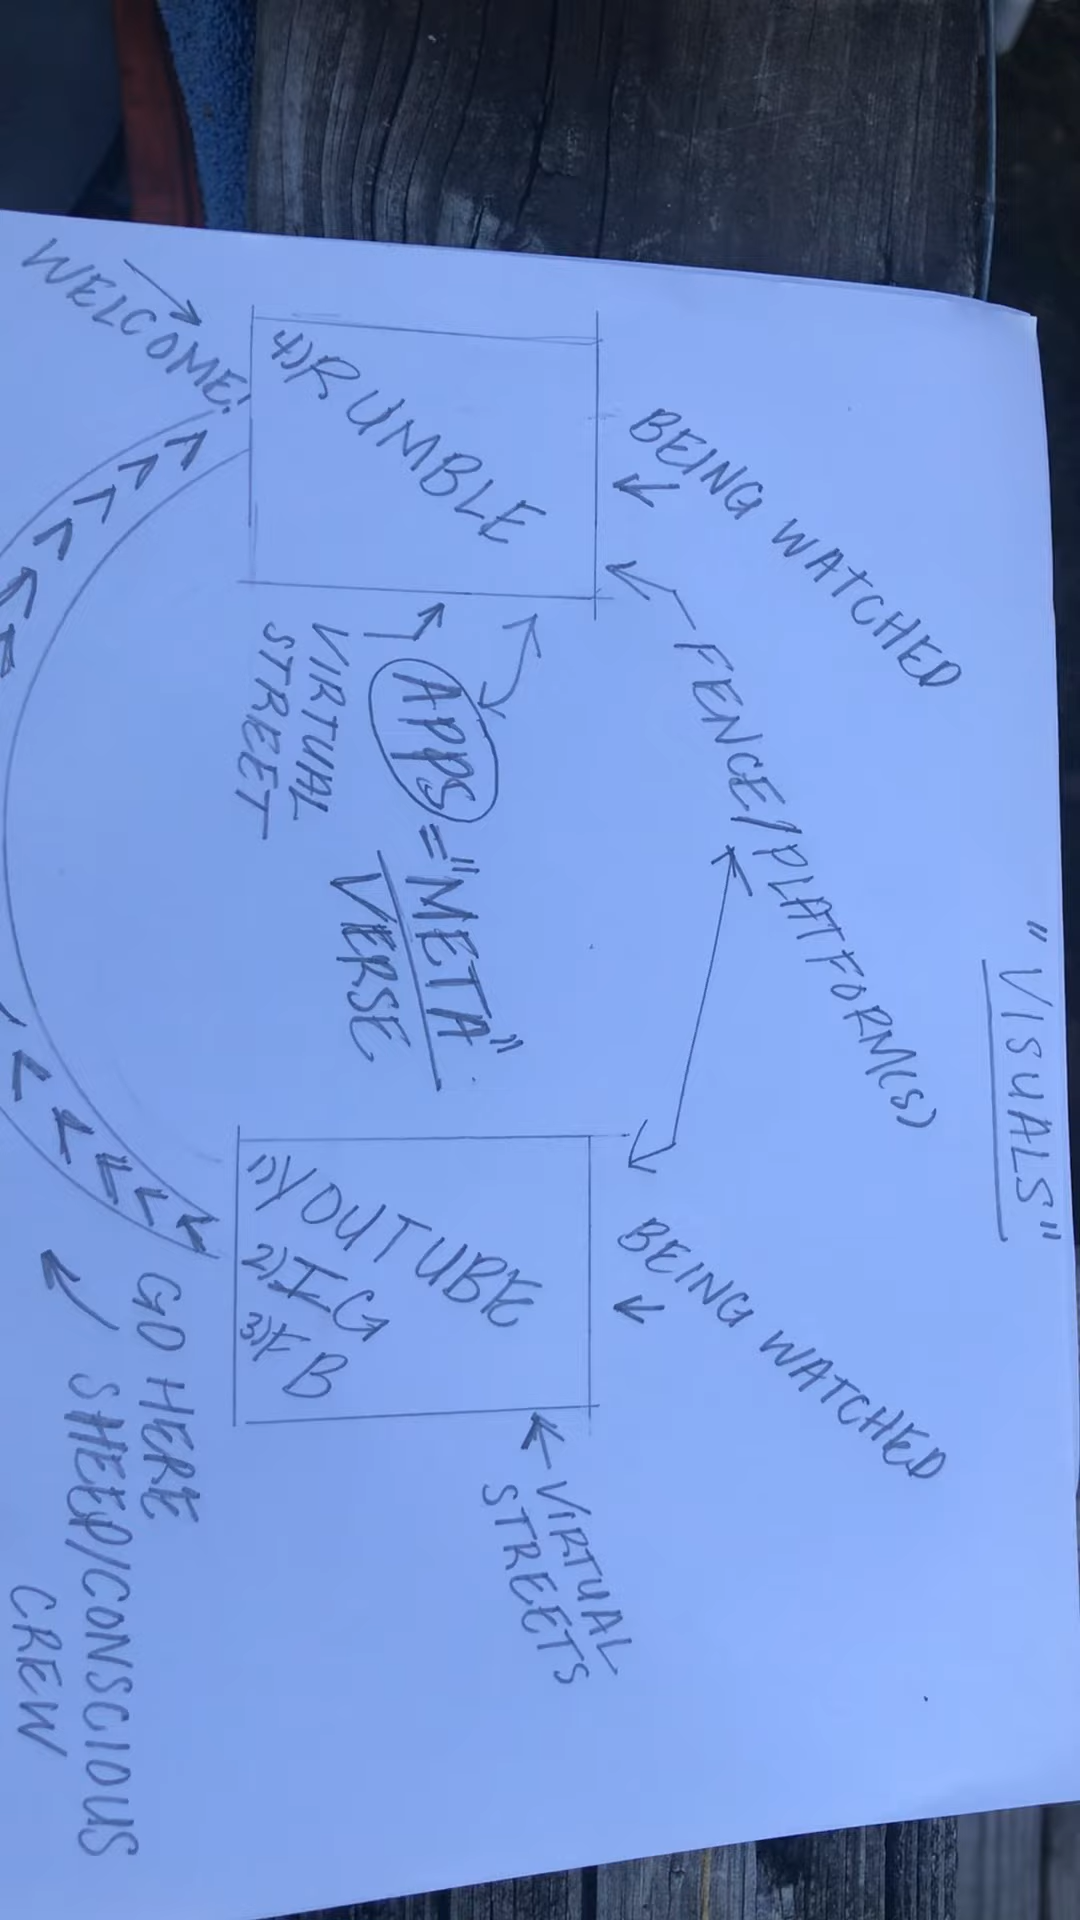 "VISUALS"
BEING WATCHED
BEING WATCHED
FENCE/PLATFORM(S)
4) RUMBLE
1) YOUTUBE
2) IG
3) FB
VIRTUAL
STREETS
APPS = "META"
VERSE
VIRTUAL
STREET
WELCOME!
GO HERE
SHEEP/CONSCIOUS
CREW